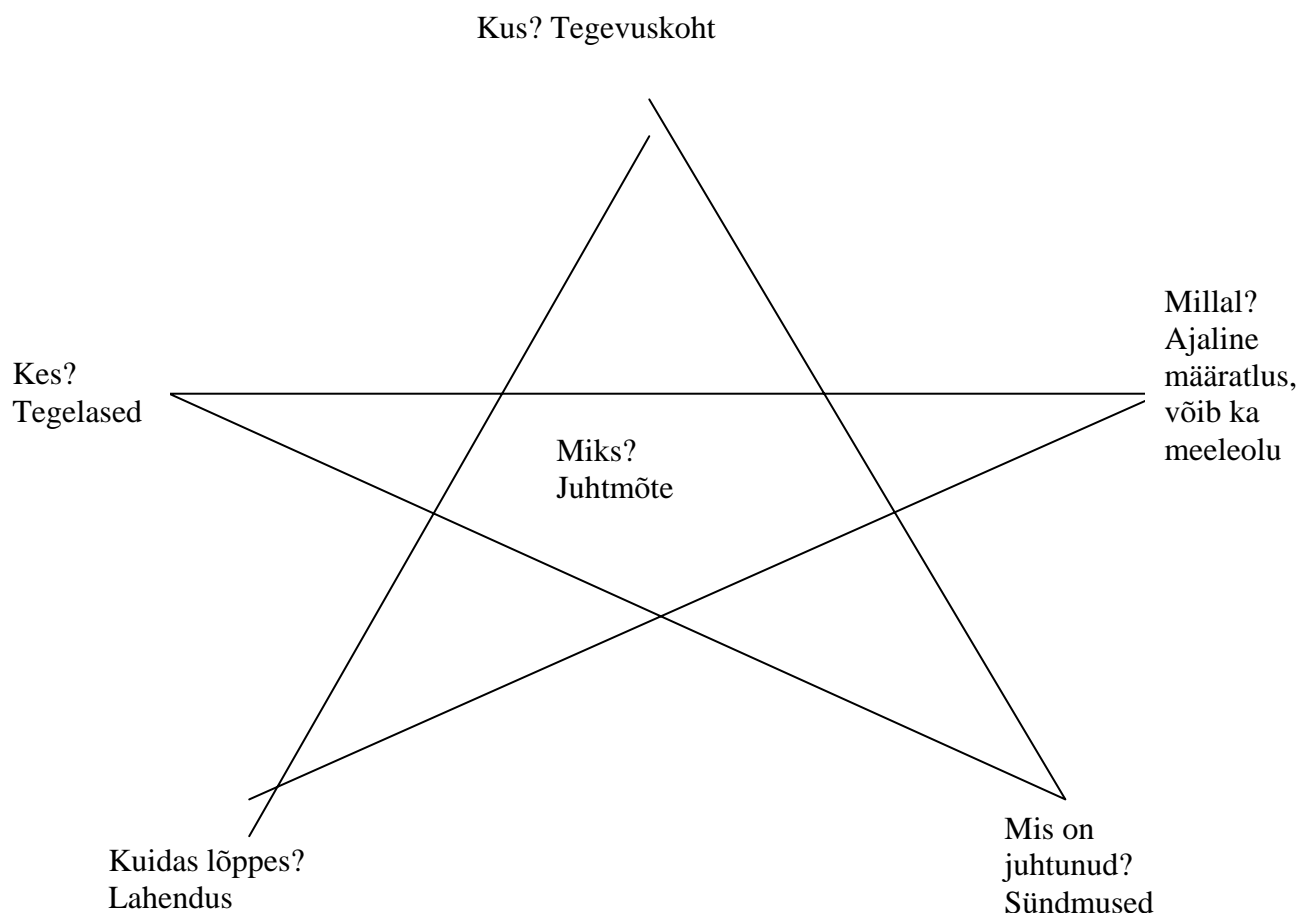 Kus? Tegevuskoht
Millal?
Ajaline
määratlus,
võib ka
meeleolu
Kes?
Tegelased
Miks?
Juhtmõte
Kuidas lõppes?
Lahendus
Mis on
juhtunud?
Sündmused